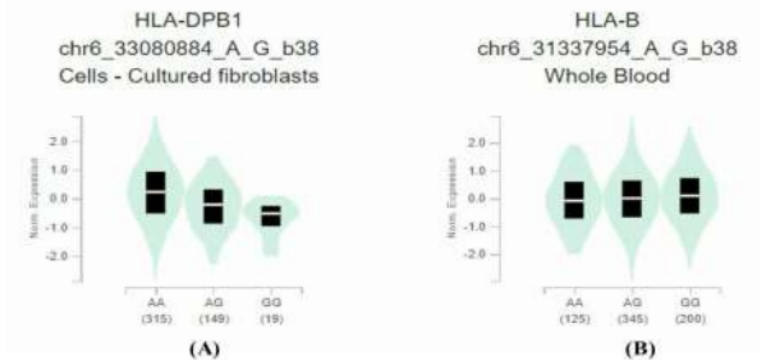 HLA-DPB1
chr6_33080884_A_G_b38
Cells - Cultured fibroblasts
Norm. Expression
2.0
1.0
0.0
-1.0
-2.0
AA
AG
GG
(315)
(149)
(19)
(A)
HLA-B
chr6_31337954_A_G_b38
Whole Blood
Norm. Expression
2.0
1.0
0.0
-1.0
-2.0
AA
AG
GG
(125)
(345)
(200)
(B)